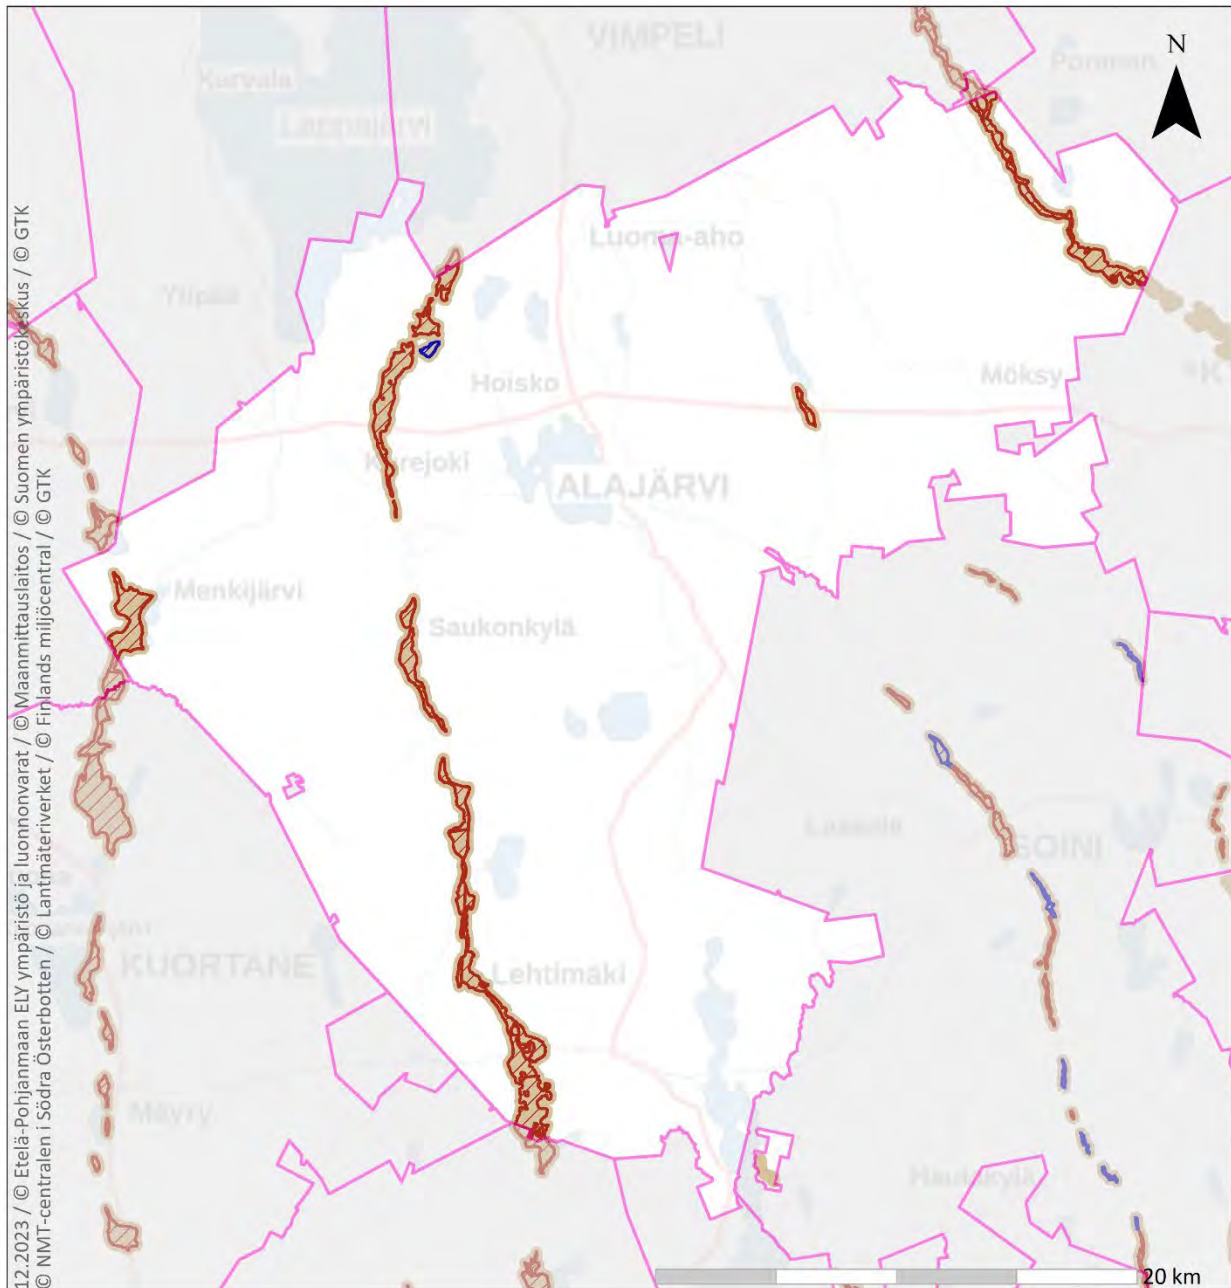 VIMPELI
N
Kurvala
Lappajärvi
Luoma-aho
Ylipää
Hoisko
Möksy
Karejoki
ALAJÄRVI
Menkijärvi
Saukonkylä
SOINI
KUORTANE
Lehtimäki
Mäyry
Hautakylä
20 km
12.2023 / © Etelä-Pohjanmaan ELY ympäristö ja luonnonvarat / © Maanmittauslaitos / © Suomen ympäristökeskus / © GTK
© NMT-centralen i Södra Österbotten / © Lantmäteriverket / © Finlands miljöcentral / © GTK